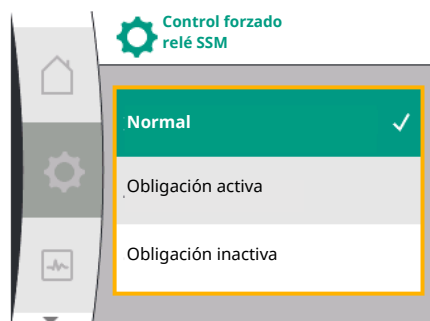 Control forzado
relé SSM
Normal
Obligación activa
Obligación inactiva